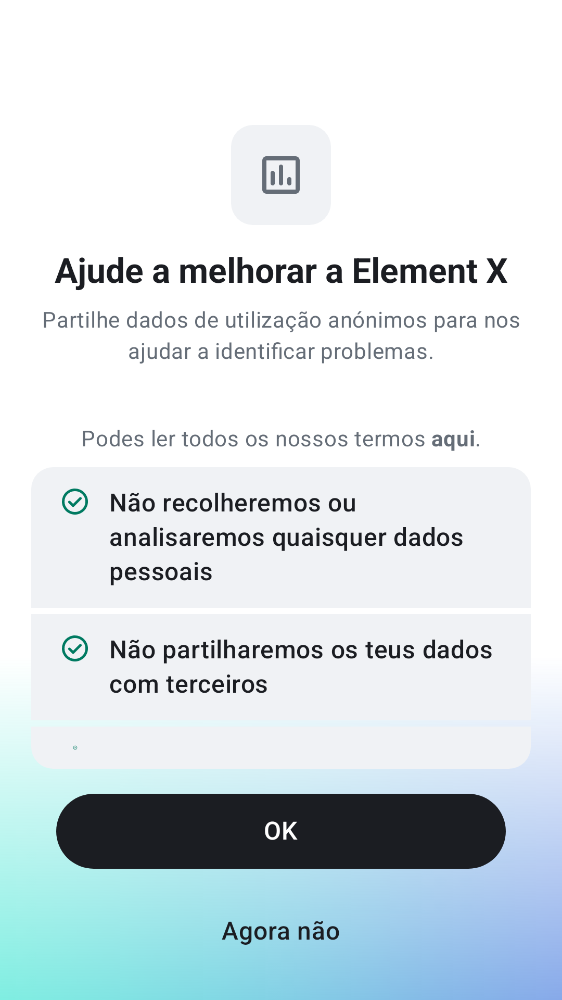 Ajude a melhorar a Element X
Partilhe dados de utilização anónimos para nos
ajudar a identificar problemas.
Podes ler todos os nossos termos aqui.
Não recolheremos ou
analisaremos quaisquer dados
pessoais
Não partilharemos os teus dados
com terceiros
OK
Agora não